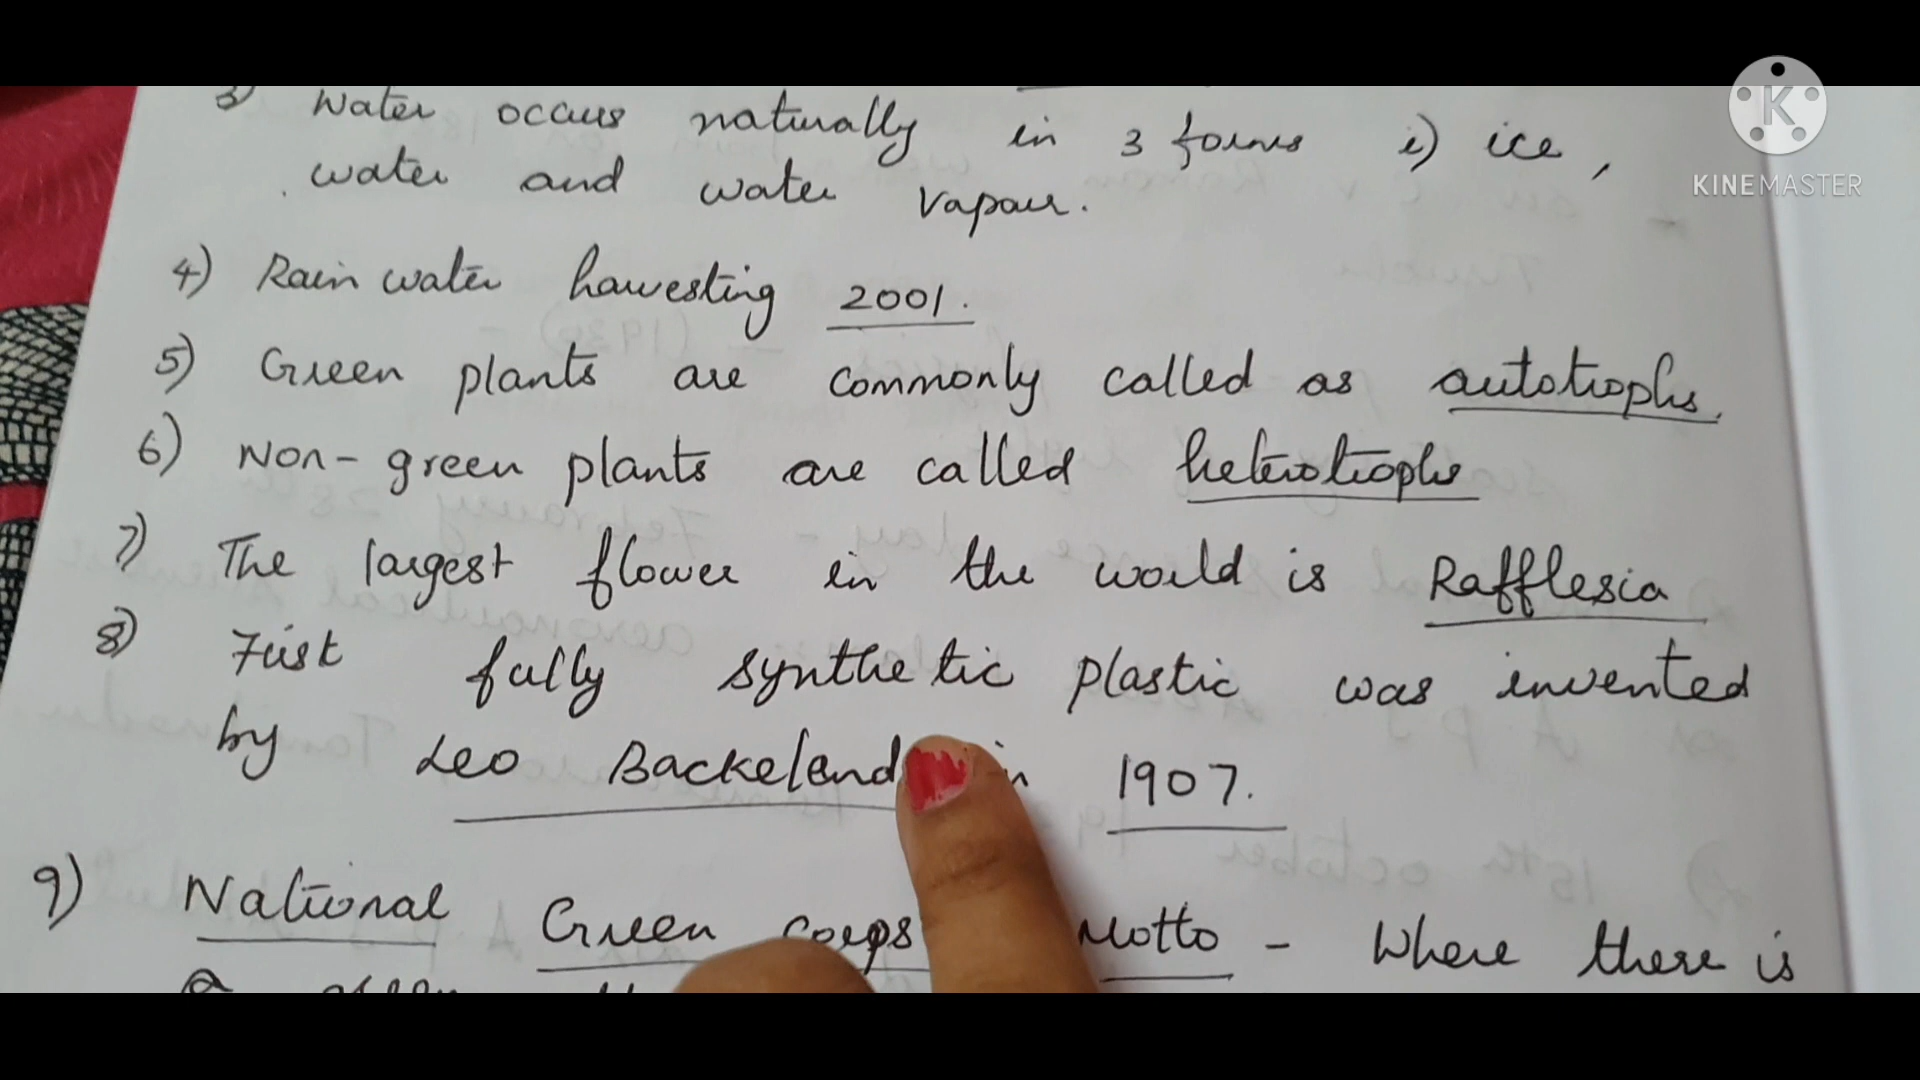 3) Water occurs naturally in 3 forms i) ice,
water and water vapour.
4) Rain water harvesting 2001.
5) Green plants are commonly called as autotrophs.
6) Non-green plants are called heterotrophs
7) The largest flower in the world is Rafflesia
8) First fully synthetic plastic was invented
by Leo Backeland in 1907.
9) National Green corps Motto - Where there is
KINEMASTER